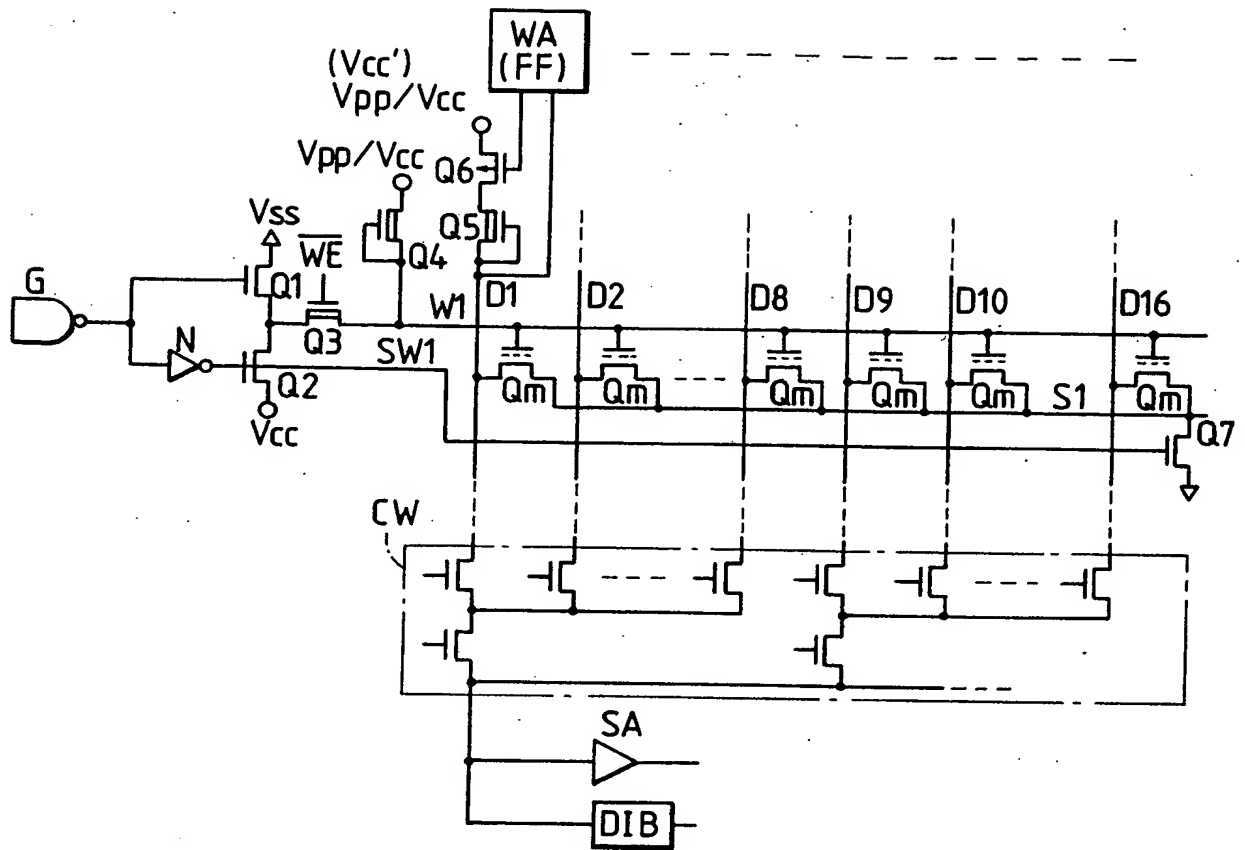 WA
(FF)
(Vcc')
Vpp/Vcc
Vpp/Vcc
Q6
Vss
Q5
W̅E̅
Q4
G
Q1
W1
D1
D2
D8
D9
D10
D16
N
Q3
SW1
Q2
Qm
Qm
Qm
Qm
Qm
S1
Qm
Vcc
Q7
CW
SA
DIB